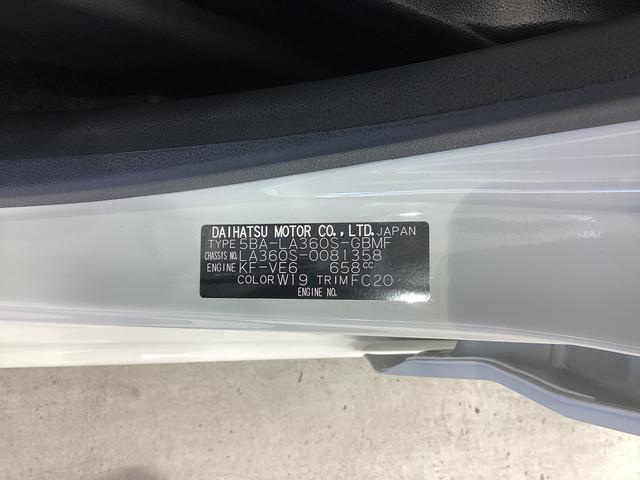 DAIHATSU MOTOR CO.,LTD. JAPAN
TYPE 5BA-LA360S-GBMF
CHASSIS NO. LA360S-0081358
ENGINE KF-VE6 658cc
COLOR W19 TRIM FC20
ENGINE NO.